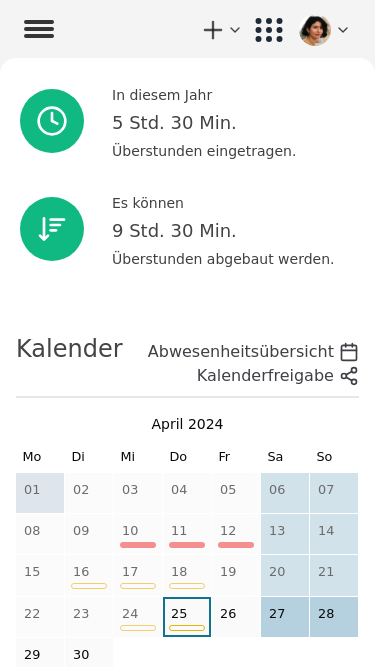 In diesem Jahr
5 Std. 30 Min.
Überstunden eingetragen.
Es können
9 Std. 30 Min.
Überstunden abgebaut werden.
Kalender
Abwesenheitsübersicht
Kalenderfreigabe
April 2024
Mo Di Mi Do Fr Sa So
01 02 03 04 05 06 07
08 09 10 11 12 13 14
15 16 17 18 19 20 21
22 23 24 25 26 27 28
29 30